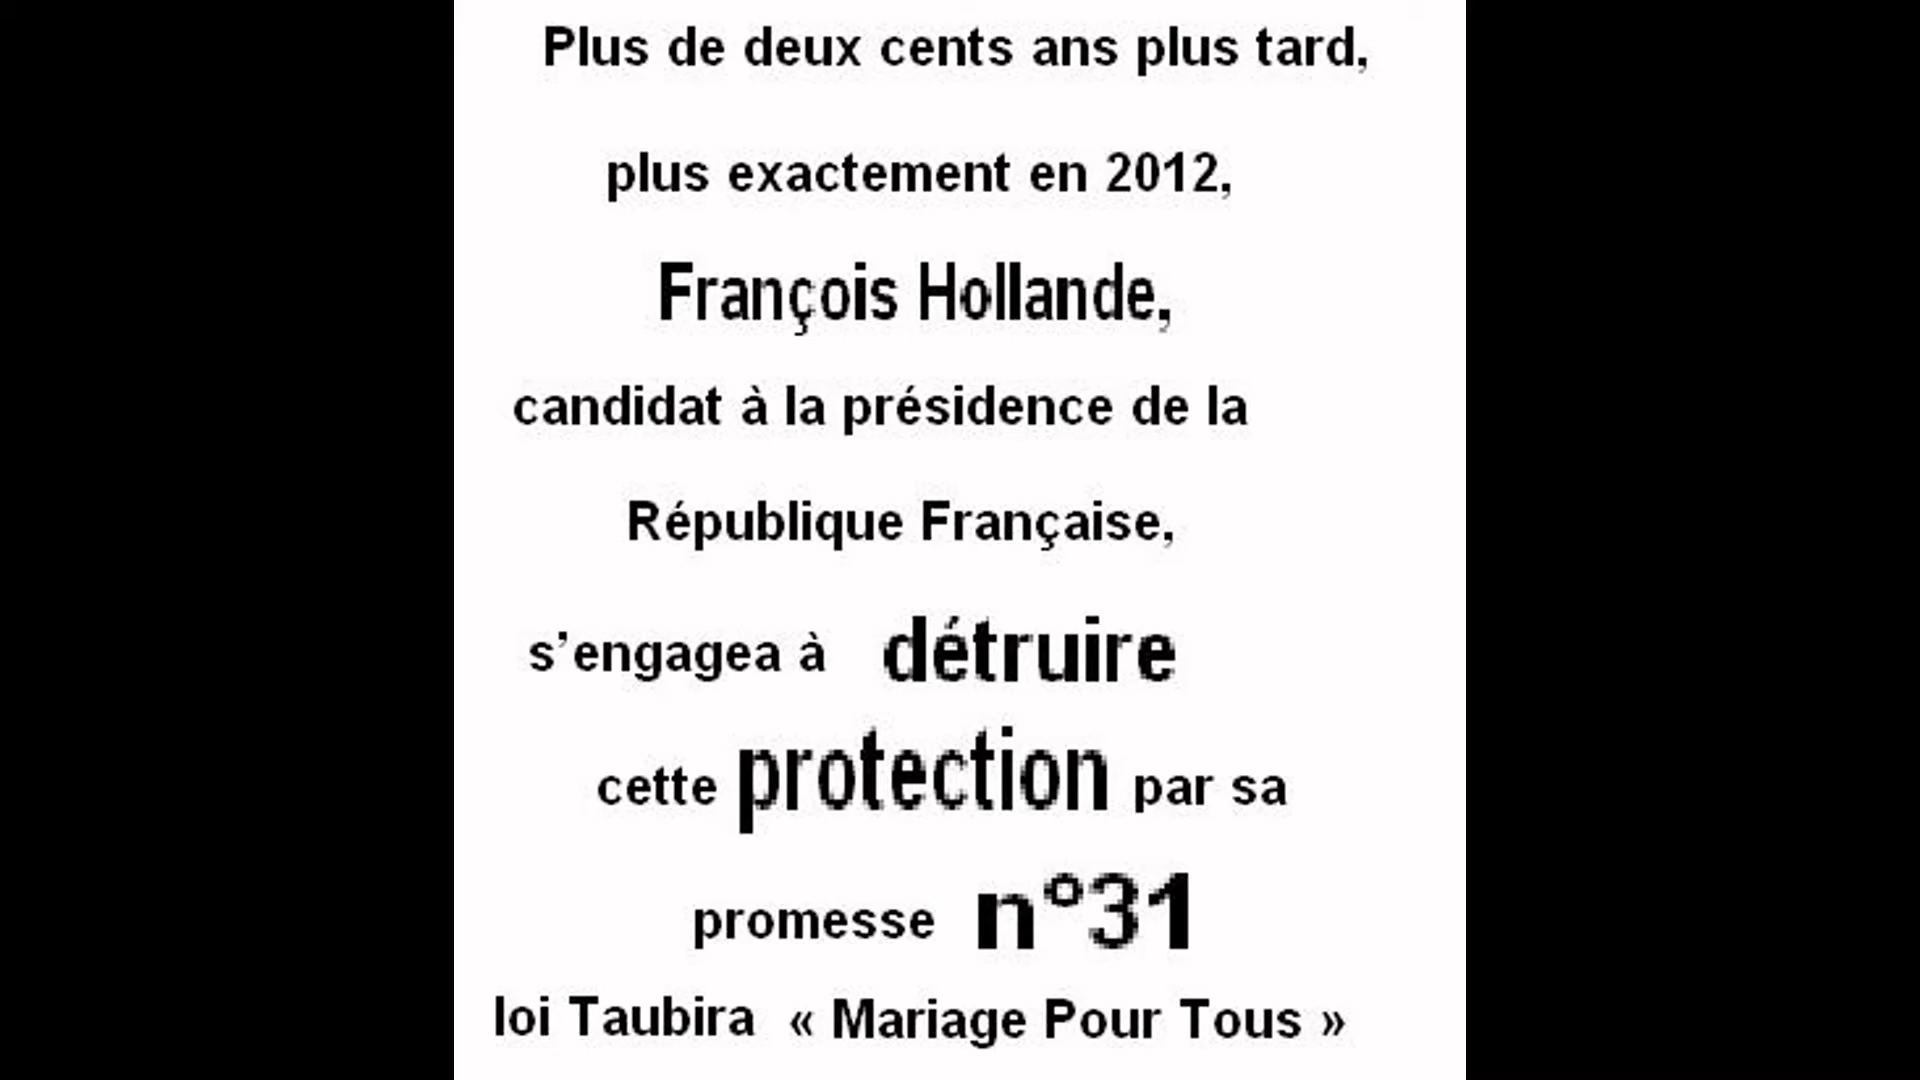 Plus de deux cents ans plus tard,
plus exactement en 2012,
François Hollande,
candidat à la présidence de la
République Française,
s’engagea à détruire
cette protection par sa
promesse n°31
loi Taubira « Mariage Pour Tous »